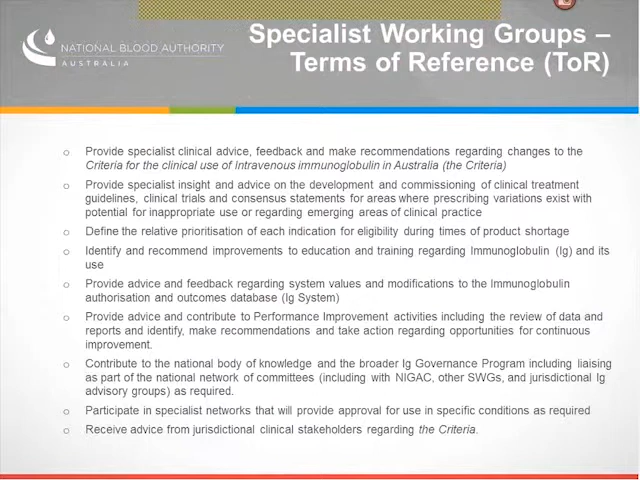 Specialist Working Groups –
Terms of Reference (ToR)
NATIONAL BLOOD AUTHORITY
AUSTRALIA
o Provide specialist clinical advice, feedback and make recommendations regarding changes to the
Criteria for the clinical use of Intravenous immunoglobulin in Australia (the Criteria)
o Provide specialist insight and advice on the development and commissioning of clinical treatment
guidelines, clinical trials and consensus statements for areas where prescribing variations exist with
potential for inappropriate use or regarding emerging areas of clinical practice
o Define the relative prioritisation of each indication for eligibility during times of product shortage
o Identify and recommend improvements to education and training regarding Immunoglobulin (Ig) and its
use
o Provide advice and feedback regarding system values and modifications to the Immunoglobulin
authorisation and outcomes database (Ig System)
o Provide advice and contribute to Performance Improvement activities including the review of data and
reports and identify, make recommendations and take action regarding opportunities for continuous
improvement.
o Contribute to the national body of knowledge and the broader Ig Governance Program including liaising
as part of the national network of committees (including with NIGAC, other SWGs, and jurisdictional Ig
advisory groups) as required.
o Participate in specialist networks that will provide approval for use in specific conditions as required
o Receive advice from jurisdictional clinical stakeholders regarding the Criteria.